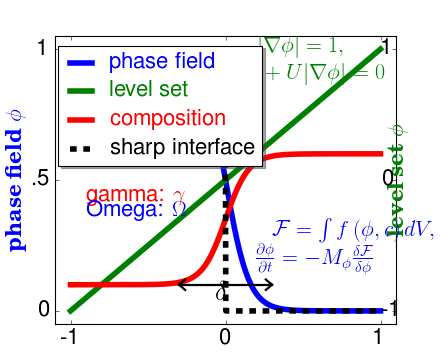 1
phase field
level set
composition
sharp interface
|∇ϕ| = 1,
+ U|∇ϕ| = 0
1
phase field ϕ
.5
0
level set ϕ
0
-1
gamma: γ
Omega: Ω
ℱ = ∫ f (ϕ, c) dV,
∂ϕ/∂t = −M_ϕ δℱ/δϕ
δ
-1
0
1